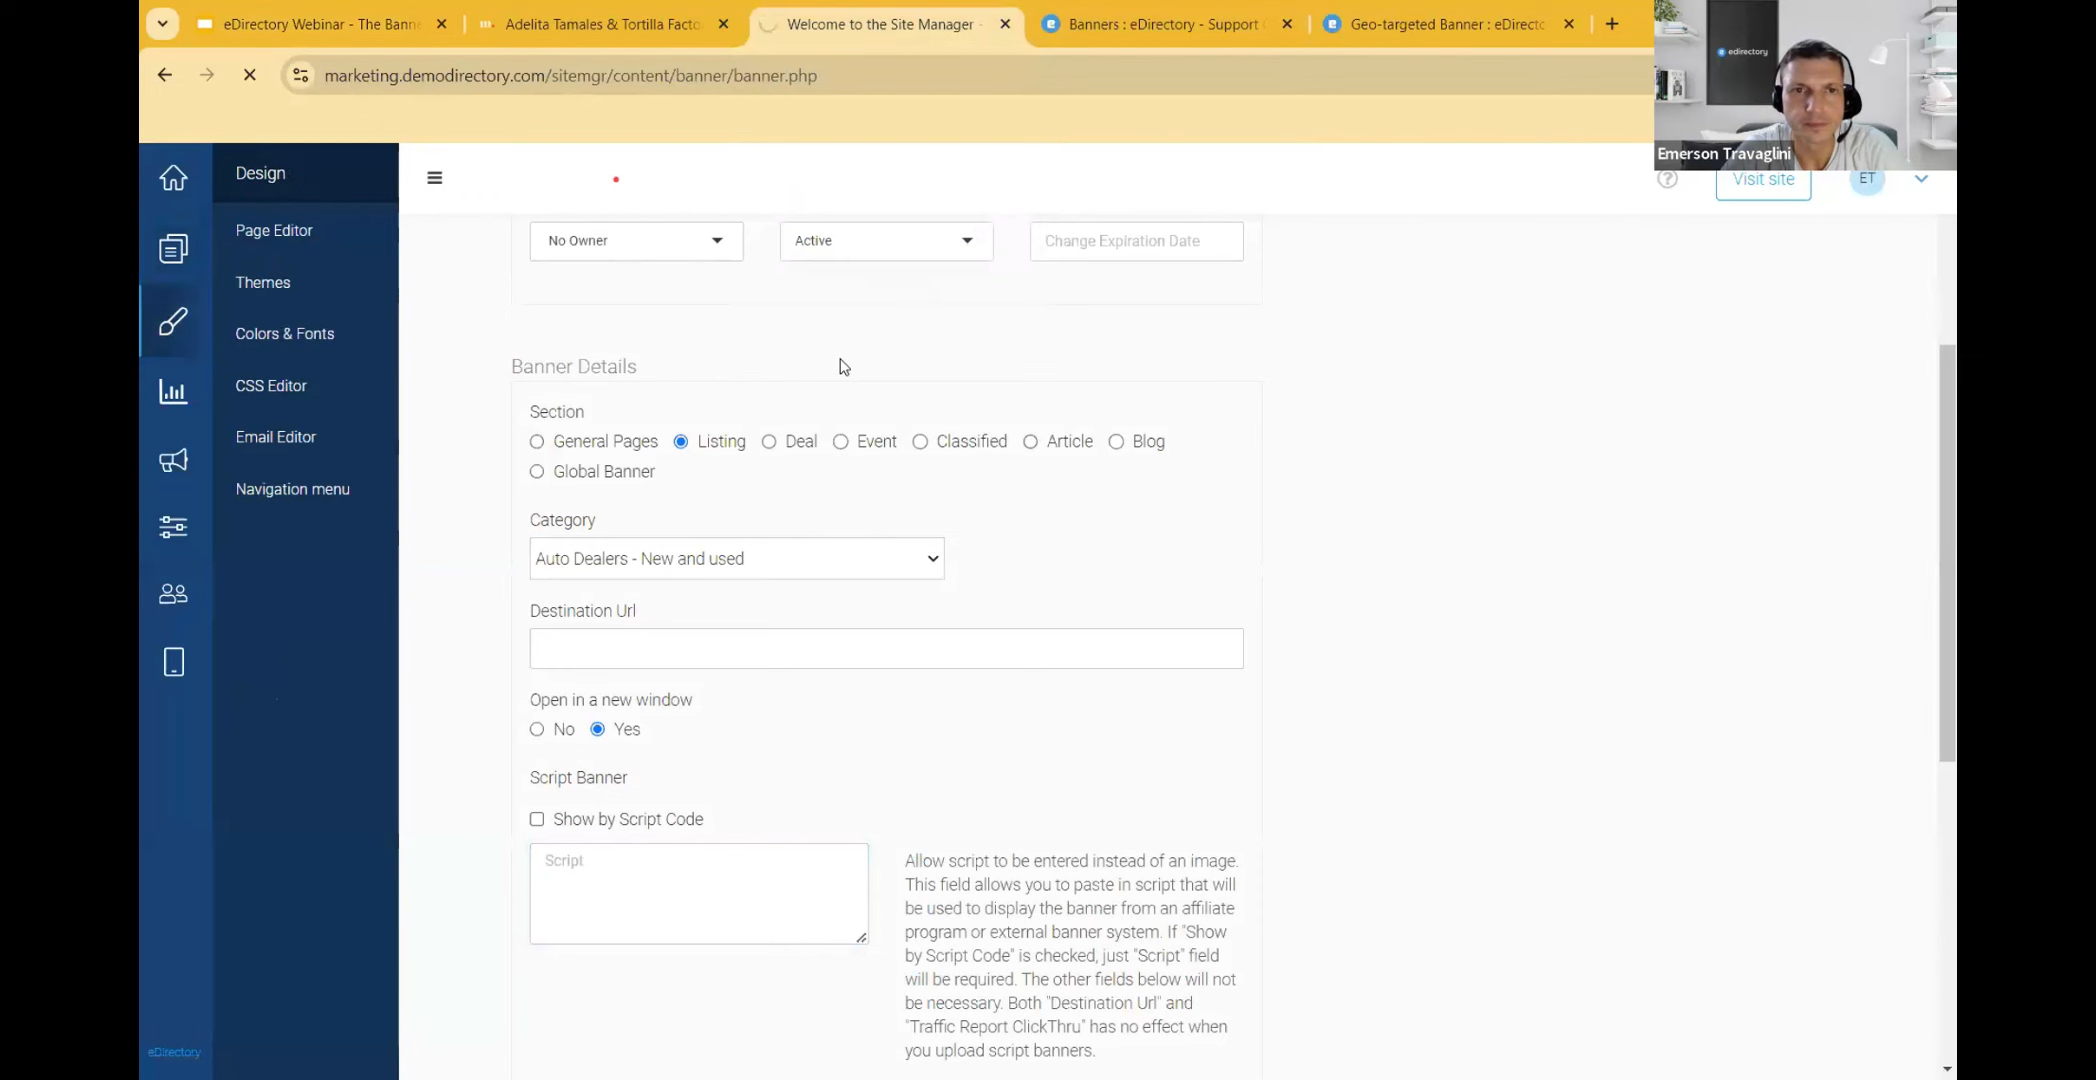 eDirectory Webinar - The Bann
Adelita Tamales & Tortilla Facto
Welcome to the Site Manager -
Banners : eDirectory - Support
Geo-targeted Banner : eDirecto
marketing.demodirectory.com/sitemgr/content/banner/banner.php
edirectory
Emerson Travaglini
Design
Page Editor
Themes
Colors & Fonts
CSS Editor
Email Editor
Navigation menu
eDirectory
Visit site
ET
No Owner
Active
Change Expiration Date
Banner Details
Section
General Pages Listing Deal Event Classified Article Blog
Global Banner
Category
Auto Dealers - New and used
Destination Url
Open in a new window
No Yes
Script Banner
Show by Script Code
Script
Allow script to be entered instead of an image.
This field allows you to paste in script that will
be used to display the banner from an affiliate
program or external banner system. If "Show
by Script Code" is checked, just "Script" field
will be required. The other fields below will not
be necessary. Both "Destination Url" and
"Traffic Report ClickThru" has no effect when
you upload script banners.